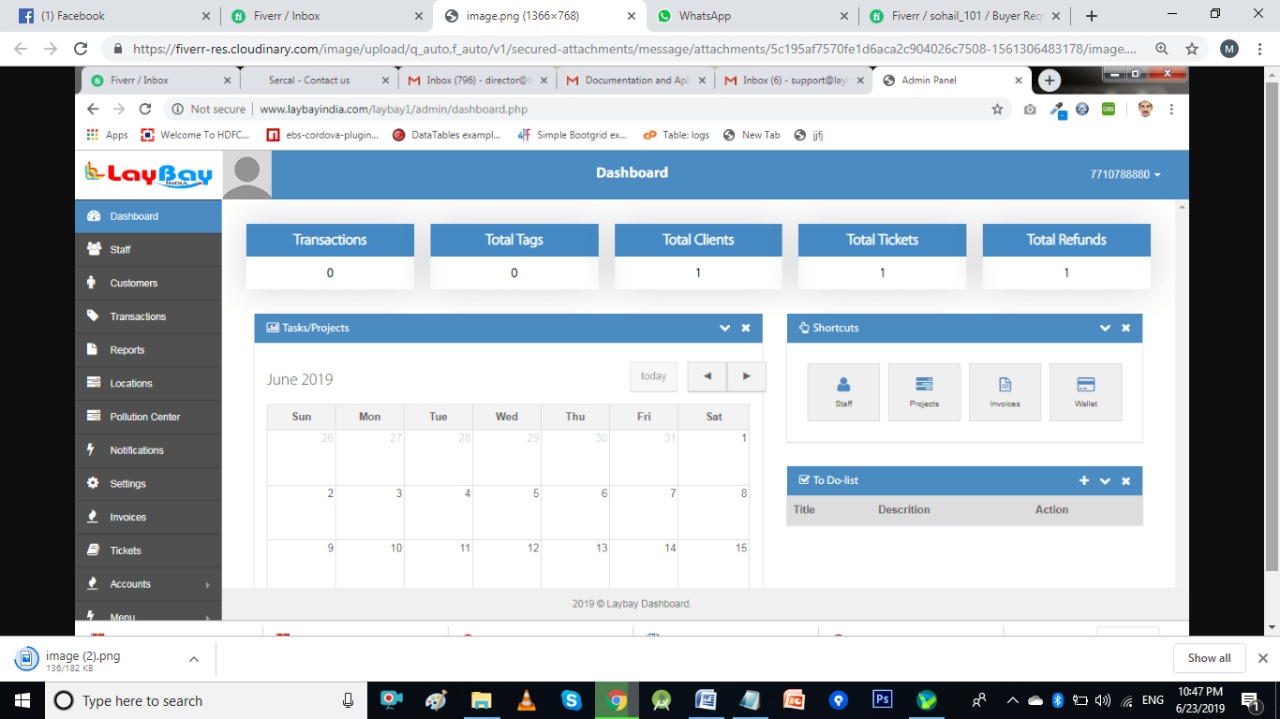 (1) Facebook
Fiverr / Inbox
image.png (1366×768)
WhatsApp
Fiverr / sohail_101 / Buyer Req
https://fiverr-res.cloudinary.com/image/upload/q_auto,f_auto/v1/secured-attachments/message/attachments/5c195af7570fe1d6aca2c904026c7508-1561306483178/image....
M
Fiverr / Inbox
Sercal - Contact us
Inbox (796) - director@
Documentation and Apl
Inbox (6) - support@lay
Admin Panel
Not secure | www.laybayindia.com/laybay1/admin/dashboard.php
Apps
Welcome To HDFC...
ebs-cordova-plugin...
DataTables exampl...
Simple Bootgrid ex...
Table: logs
New Tab
jjfj
LayBay
INDIA
Dashboard
7710788880
Dashboard
Staff
Customers
Transactions
Reports
Locations
Pollution Center
Notifications
Settings
Invoices
Tickets
Accounts
Menu
Transactions
0
Total Tags
0
Total Clients
1
Total Tickets
1
Total Refunds
1
Tasks/Projects
June 2019
today
Sun Mon Tue Wed Thu Fri Sat
26 27 28 29 30 31 1
2 3 4 5 6 7 8
9 10 11 12 13 14 15
Shortcuts
Staff
Projects
Invoices
Wallet
To Do-list
Title Descrition Action
2019 © Laybay Dashboard.
image (2).png
136/182 KB
Show all
Type here to search
ENG
10:47 PM
6/23/2019
1